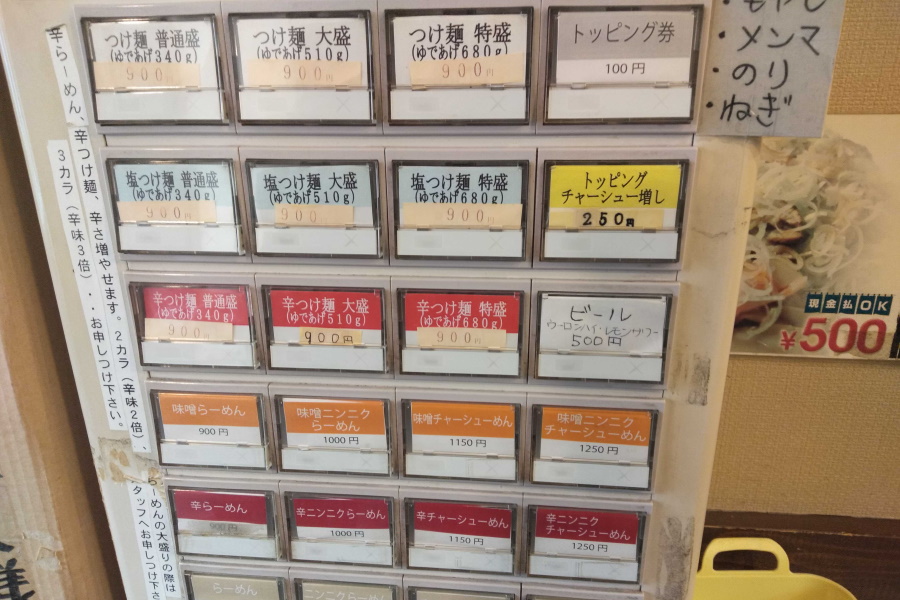 つけ麺 普通盛
(ゆであげ340g)
900円
つけ麺 大盛
(ゆであげ510g)
900円
つけ麺 特盛
(ゆであげ680g)
900円
トッピング券
100円
・もやし
・メンマ
・のり
・ねぎ
塩つけ麺 普通盛
(ゆであげ340g)
900円
塩つけ麺 大盛
(ゆであげ510g)
900円
塩つけ麺 特盛
(ゆであげ680g)
900円
トッピング
チャーシュー増し
250円
辛つけ麺 普通盛
(ゆであげ340g)
900円
辛つけ麺 大盛
(ゆであげ510g)
900円
辛つけ麺 特盛
(ゆであげ680g)
900円
ビール
ウーロンハイ・レモンサワー
500円
現金払OK
¥500
味噌らーめん
900円
味噌ニンニク
らーめん
1000円
味噌チャーシューめん
1150円
味噌ニンニク
チャーシューめん
1250円
辛らーめん
900円
辛ニンニクらーめん
1000円
辛チャーシューめん
1150円
辛ニンニク
チャーシューめん
1250円
らーめん
ニンニクらーめん
辛らーめん、辛つけ麺、辛さ増やせます。2カラ(辛味2倍)、
3カラ(辛味3倍)・・お申しつけ下さい。
らーめんの大盛りの際は
タッフへお申しつけ下さ